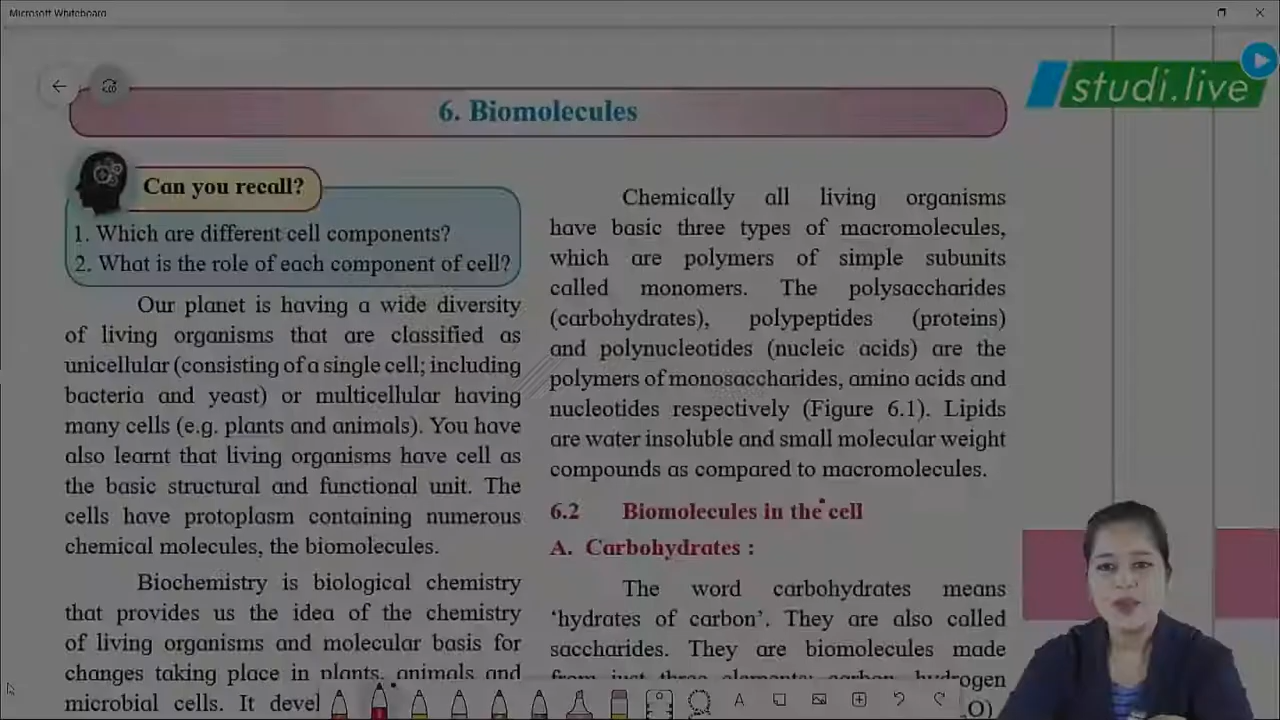 Microsoft Whiteboard
studi.live
6. Biomolecules
Can you recall?
1. Which are different cell components?
2. What is the role of each component of cell?
Our planet is having a wide diversity
of living organisms that are classified as
unicellular (consisting of a single cell; including
bacteria and yeast) or multicellular having
many cells (e.g. plants and animals). You have
also learnt that living organisms have cell as
the basic structural and functional unit. The
cells have protoplasm containing numerous
chemical molecules, the biomolecules.
Biochemistry is biological chemistry
that provides us the idea of the chemistry
of living organisms and molecular basis for
changes taking place in plants, animals and
microbial cells. It devel
Chemically all living organisms
have basic three types of macromolecules,
which are polymers of simple subunits
called monomers. The polysaccharides
(carbohydrates), polypeptides (proteins)
and polynucleotides (nucleic acids) are the
polymers of monosaccharides, amino acids and
nucleotides respectively (Figure 6.1). Lipids
are water insoluble and small molecular weight
compounds as compared to macromolecules.
6.2 Biomolecules in the cell
A. Carbohydrates :
The word carbohydrates means
‘hydrates of carbon’. They are also called
saccharides. They are biomolecules made
from just three elements: carbon, hydrogen
O)